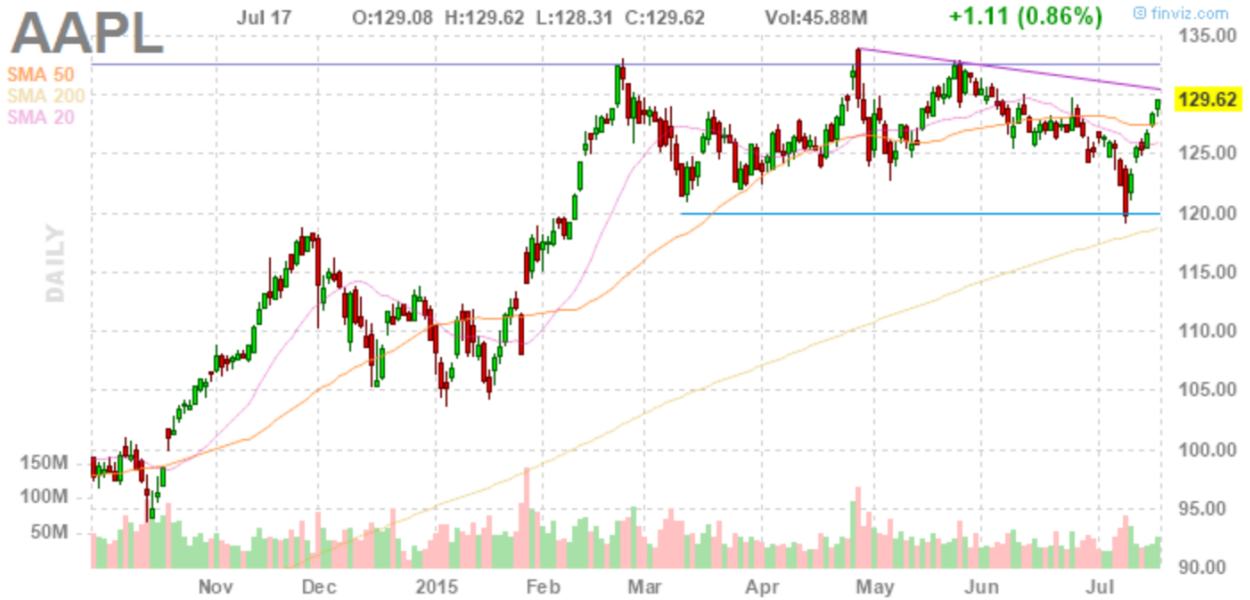 AAPL
Jul 17 O:129.08 H:129.62 L:128.31 C:129.62 Vol:45.88M +1.11 (0.86%) © finviz.com
SMA 50
SMA 200
SMA 20
DAILY
135.00
129.62
125.00
120.00
115.00
110.00
105.00
100.00
95.00
90.00
150M
100M
50M
Nov Dec 2015 Feb Mar Apr May Jun Jul